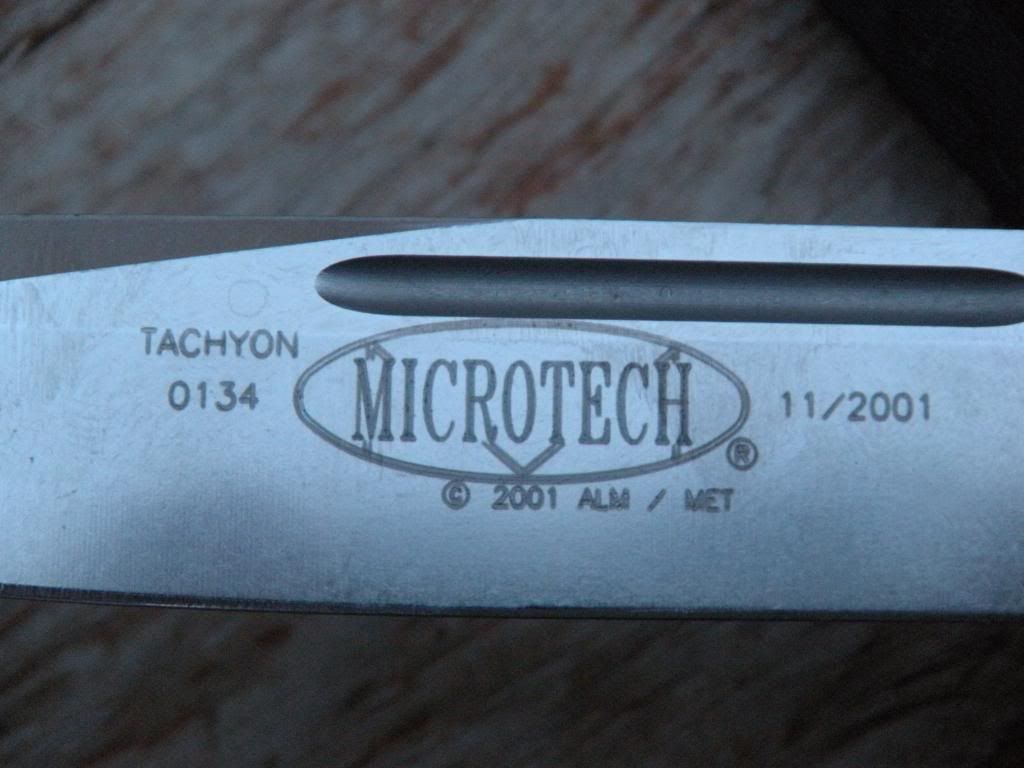 TACHYON
0134
MICROTECH
®
11/2001
© 2001 ALM / MET